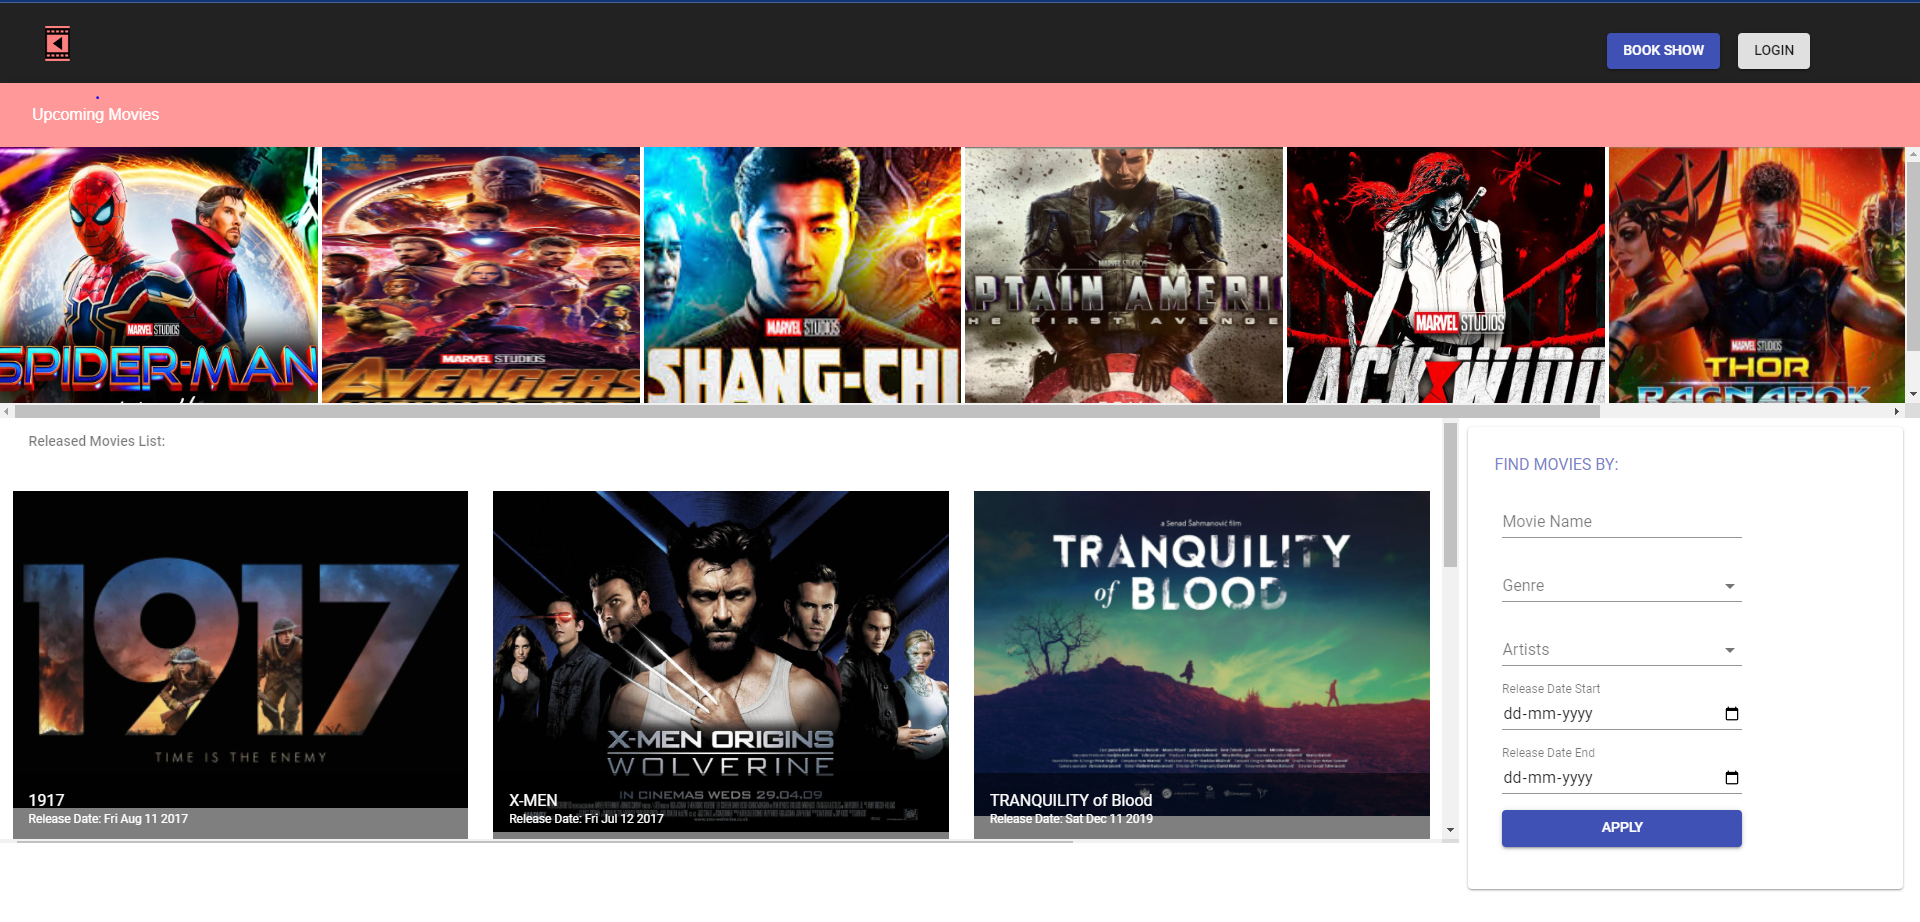 BOOK SHOW
LOGIN
Upcoming Movies
MARVEL STUDIOS
SPIDER-MAN
MARVEL STUDIOS
AVENGERS
MARVEL STUDIOS
SHANG-CHI
MARVEL STUDIOS
PTAIN AMERI
HE FIRST AVENGE
MARVEL STUDIOS
LACK WIDO
MARVEL STUDIOS
THOR
RAGNAROK
Released Movies List:
1917
TIME IS THE ENEMY
1917
Release Date: Fri Aug 11 2017
X-MEN ORIGINS
WOLVERINE
IN CINEMAS WEDS 29.04.09
X-MEN
Release Date: Fri Jul 12 2017
a Senad Šahmanović film
TRANQUILITY
of BLOOD
TRANQUILITY of Blood
Release Date: Sat Dec 11 2019
FIND MOVIES BY:
Movie Name
Genre
Artists
Release Date Start
dd-mm-yyyy
Release Date End
dd-mm-yyyy
APPLY